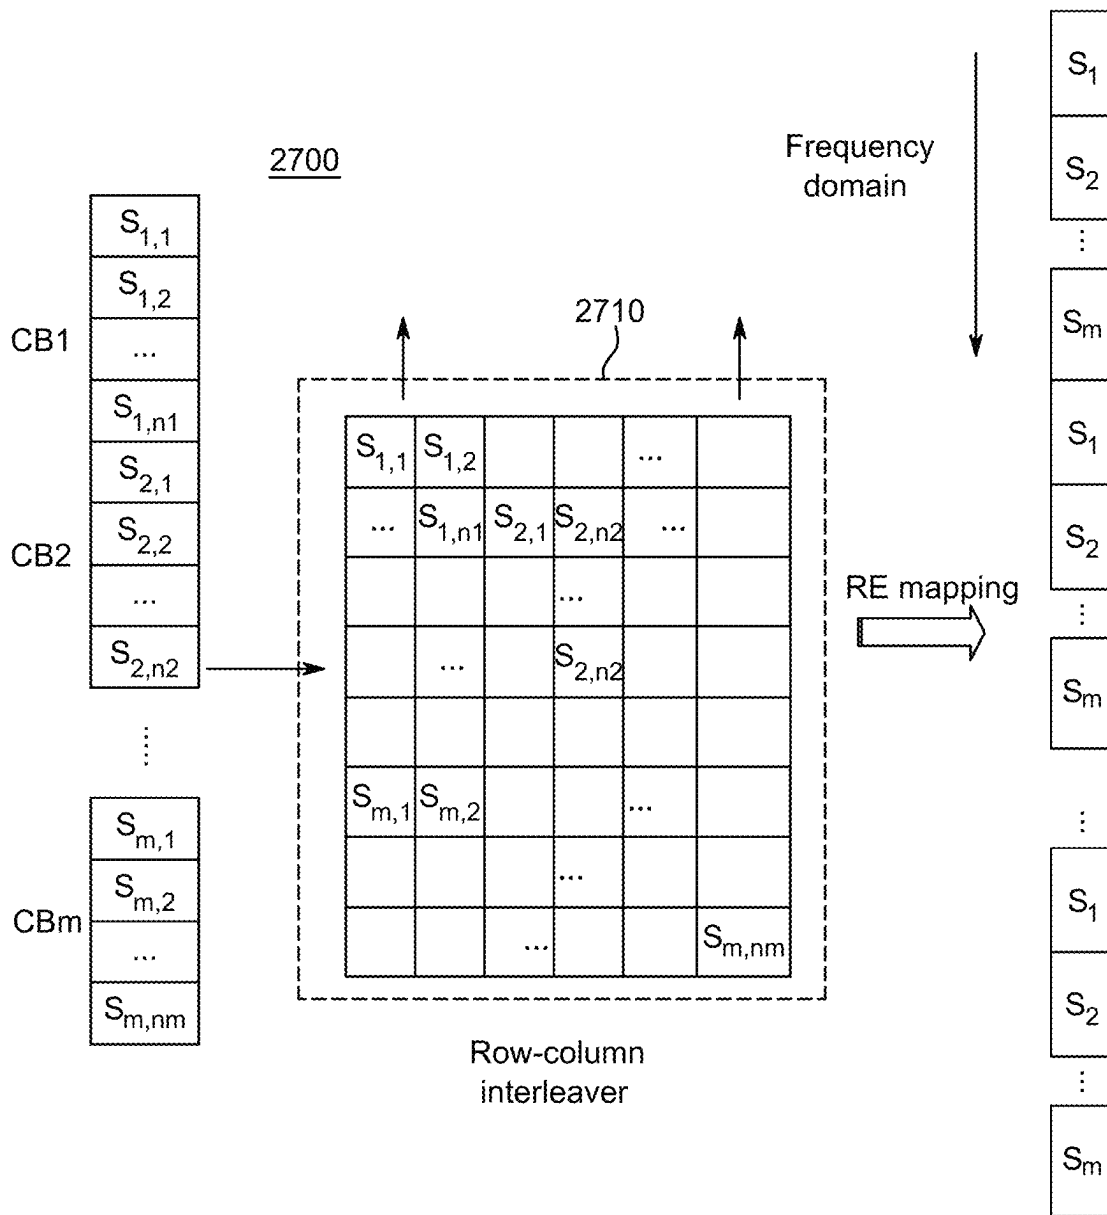 2700
CB1
S1,1
S1,2
...
S1,n1
CB2
S2,1
S2,2
...
S2,n2
.....
CBm
Sm,1
Sm,2
...
Sm,nm
2710
S1,1 S1,2 ...
... S1,n1 S2,1 S2,n2 ...
...
... S2,n2
Sm,1 Sm,2 ...
...
... Sm,nm
Row-column
interleaver
RE mapping
Frequency
domain
S1
S2
...
Sm
S1
S2
...
Sm
...
S1
S2
...
Sm